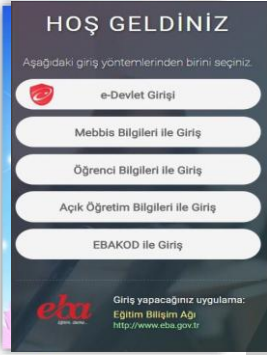 HOŞ GELDİNİZ
Aşağıdaki giriş yöntemlerinden birini seçiniz.
e-Devlet Girişi
Mebbis Bilgileri ile Giriş
Öğrenci Bilgileri ile Giriş
Açık Öğretim Bilgileri ile Giriş
EBAKOD ile Giriş
eba
Giriş yapacağınız uygulama:
Eğitim Bilişim Ağı
http://www.eba.gov.tr